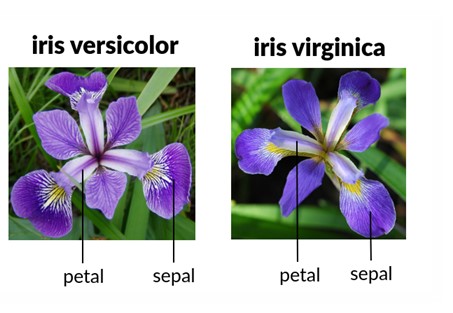 iris versicolor
iris virginica
petal
sepal
petal
sepal